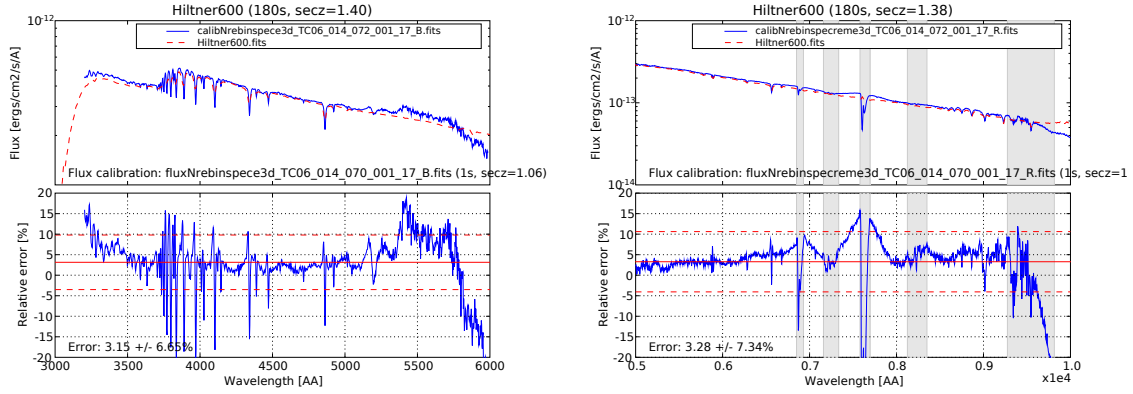 Hiltner600 (180s, secz=1.40)
calibNrebinspece3d_TC06_014_072_001_17_B.fits
Hiltner600.fits
10⁻¹²
Flux [ergs/cm2/s/A]
Flux calibration: fluxNrebinspece3d_TC06_014_070_001_17_B.fits (1s, secz=1.06)
20
15
10
5
0
-5
-10
-15
-20
Relative error [%]
Error: 3.15 +/- 6.65%
3000 3500 4000 4500 5000 5500 6000
Wavelength [AA]
Hiltner600 (180s, secz=1.38)
calibNrebinspecreme3d_TC06_014_072_001_17_R.fits
Hiltner600.fits
10⁻¹²
10⁻¹³
10⁻¹⁴
Flux [ergs/cm2/s/A]
Flux calibration: fluxNrebinspecreme3d_TC06_014_070_001_17_R.fits (1s, secz=1
20
15
10
5
0
-5
-10
-15
-20
Relative error [%]
Error: 3.28 +/- 7.34%
0.5 0.6 0.7 0.8 0.9 1.0
x1e4
Wavelength [AA]